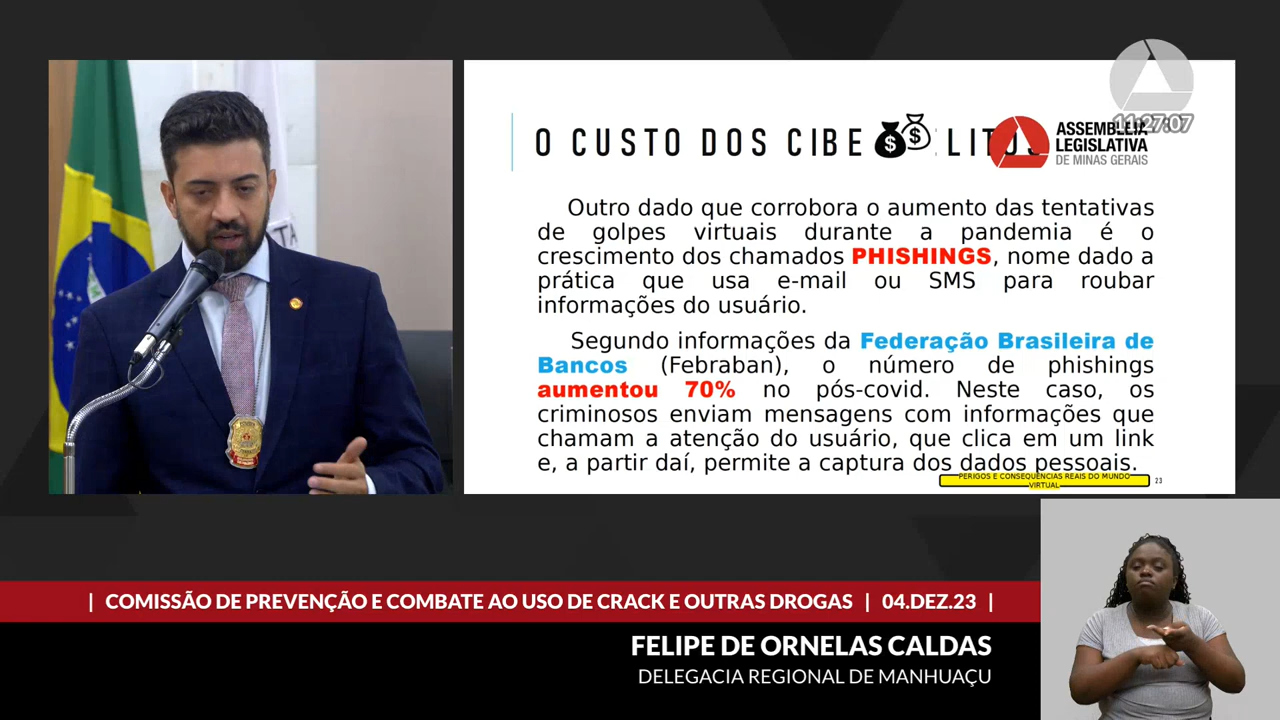 11:27:07
O CUSTO DOS CIBE LITOS
ASSEMBLEIA
LEGISLATIVA
DE MINAS GERAIS
Outro dado que corrobora o aumento das tentativas
de golpes virtuais durante a pandemia é o
crescimento dos chamados PHISHINGS, nome dado a
prática que usa e-mail ou SMS para roubar
informações do usuário.
Segundo informações da Federação Brasileira de
Bancos (Febraban), o número de phishings
aumentou 70% no pós-covid. Neste caso, os
criminosos enviam mensagens com informações que
chamam a atenção do usuário, que clica em um link
e, a partir daí, permite a captura dos dados pessoais.
PERIGOS E CONSEQUÊNCIAS REAIS DO MUNDO
VIRTUAL
23
| COMISSÃO DE PREVENÇÃO E COMBATE AO USO DE CRACK E OUTRAS DROGAS | 04.DEZ.23 |
FELIPE DE ORNELAS CALDAS
DELEGACIA REGIONAL DE MANHUAÇU